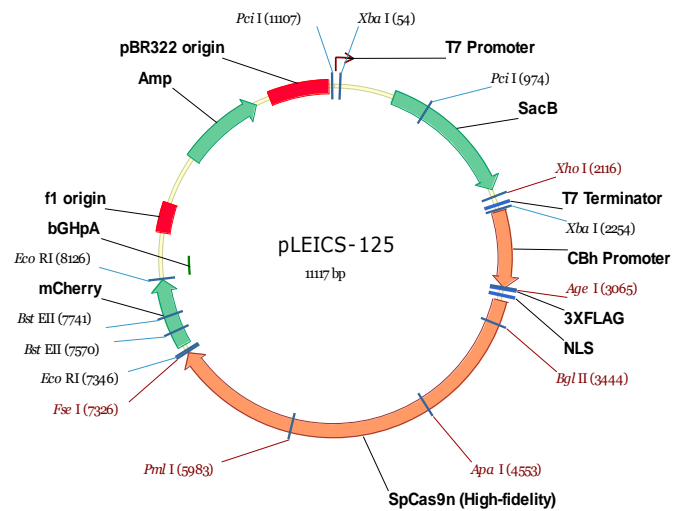 Pci I (11107)
Xba I (54)
pBR322 origin
T7 Promoter
Amp
Pci I (974)
SacB
Xho I (2116)
f1 origin
T7 Terminator
bGHpA
Xba I (2254)
pLEICS-125
Eco RI (8126)
CBh Promoter
11117 bp
mCherry
Age I (3065)
Bst EII (7741)
3XFLAG
Bst EII (7570)
NLS
Eco RI (7346)
Bgl II (3444)
Fse I (7326)
Pml I (5983)
Apa I (4553)
SpCas9n (High-fidelity)